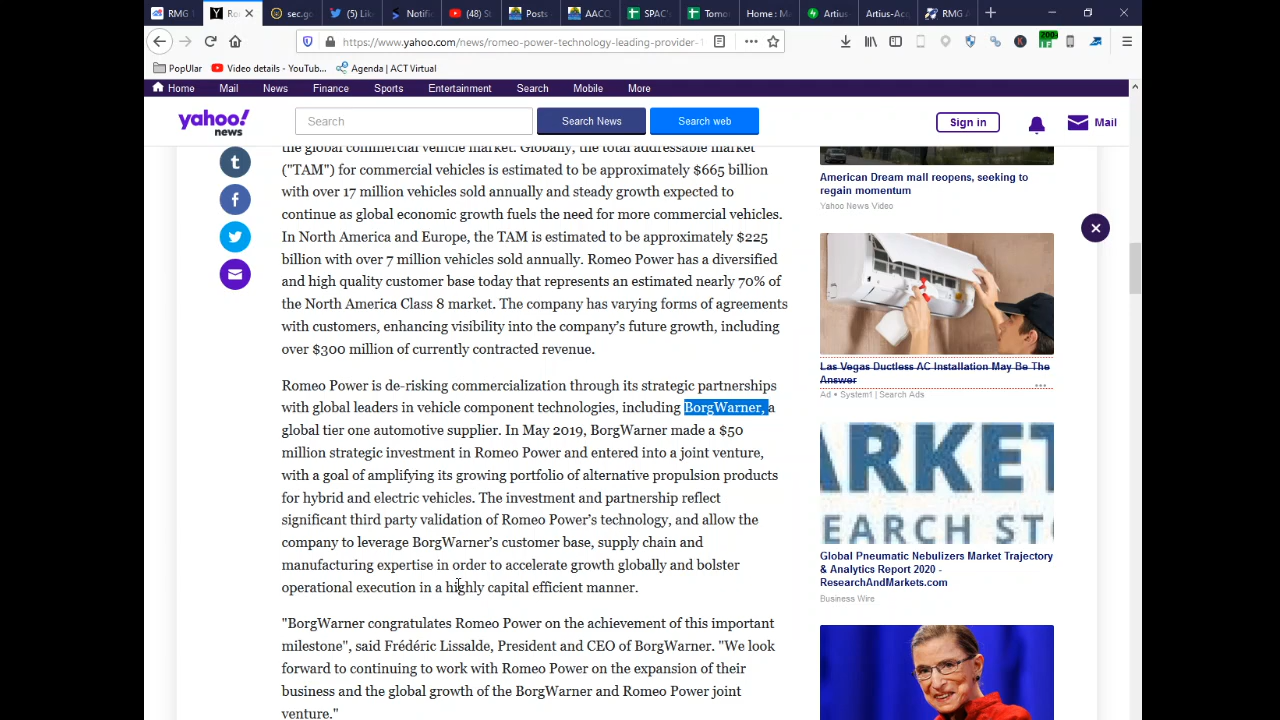 RMG
Ro
sec.go
(5) Lik
Notific
(48) St
Posts
AACQ
SPAC's
Tomor
Home : M
Artius
Artius-Acq
RMG A
https://www.yahoo.com/news/romeo-power-technology-leading-provider-1
200+
PopUlar
Video details - YouTub...
Agenda | ACT Virtual
Home Mail News Finance Sports Entertainment Search Mobile More
yahoo!
news
Search
Search News
Search web
Sign in
Mail
the global commercial vehicle market. Globally, the total addressable market
("TAM") for commercial vehicles is estimated to be approximately $665 billion
with over 17 million vehicles sold annually and steady growth expected to
continue as global economic growth fuels the need for more commercial vehicles.
In North America and Europe, the TAM is estimated to be approximately $225
billion with over 7 million vehicles sold annually. Romeo Power has a diversified
and high quality customer base today that represents an estimated nearly 70% of
the North America Class 8 market. The company has varying forms of agreements
with customers, enhancing visibility into the company's future growth, including
over $300 million of currently contracted revenue.
Romeo Power is de-risking commercialization through its strategic partnerships
with global leaders in vehicle component technologies, including BorgWarner, a
global tier one automotive supplier. In May 2019, BorgWarner made a $50
million strategic investment in Romeo Power and entered into a joint venture,
with a goal of amplifying its growing portfolio of alternative propulsion products
for hybrid and electric vehicles. The investment and partnership reflect
significant third party validation of Romeo Power's technology, and allow the
company to leverage BorgWarner's customer base, supply chain and
manufacturing expertise in order to accelerate growth globally and bolster
operational execution in a highly capital efficient manner.
"BorgWarner congratulates Romeo Power on the achievement of this important
milestone", said Frédéric Lissalde, President and CEO of BorgWarner. "We look
forward to continuing to work with Romeo Power on the expansion of their
business and the global growth of the BorgWarner and Romeo Power joint
venture."
American Dream mall reopens, seeking to
regain momentum
Yahoo News Video
Las Vegas Ductless AC Installation May Be The
Answer
Ad • System1 | Search Ads
ARKET
EARCH STO
Global Pneumatic Nebulizers Market Trajectory
& Analytics Report 2020 -
ResearchAndMarkets.com
Business Wire